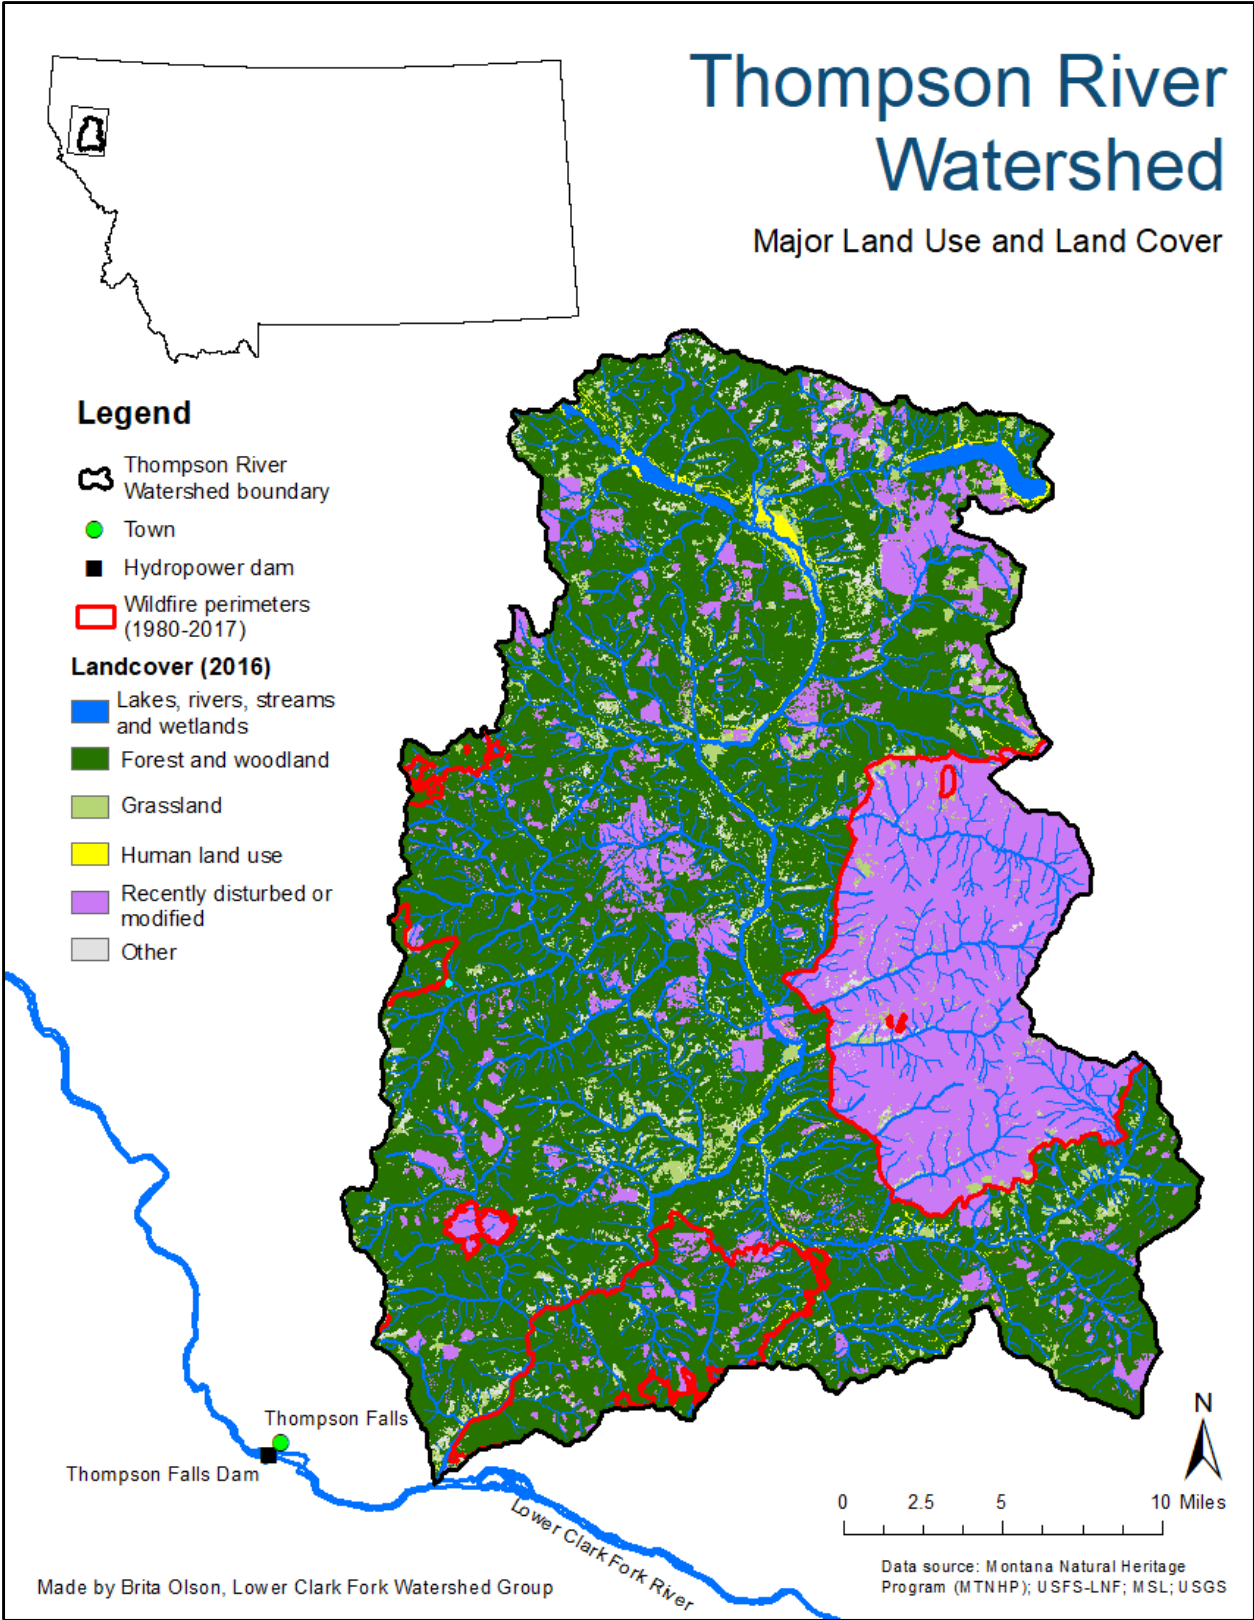 Thompson River
Watershed
Major Land Use and Land Cover
Legend
Thompson River
Watershed boundary
Town
Hydropower dam
Wildfire perimeters
(1980-2017)
Landcover (2016)
Lakes, rivers, streams
and wetlands
Forest and woodland
Grassland
Human land use
Recently disturbed or
modified
Other
Thompson Falls
Thompson Falls Dam
Lower Clark Fork River
N
0 2.5 5 10 Miles
Data source: Montana Natural Heritage
Program (MTNHP); USFS-LNF; MSL; USGS
Made by Brita Olson, Lower Clark Fork Watershed Group